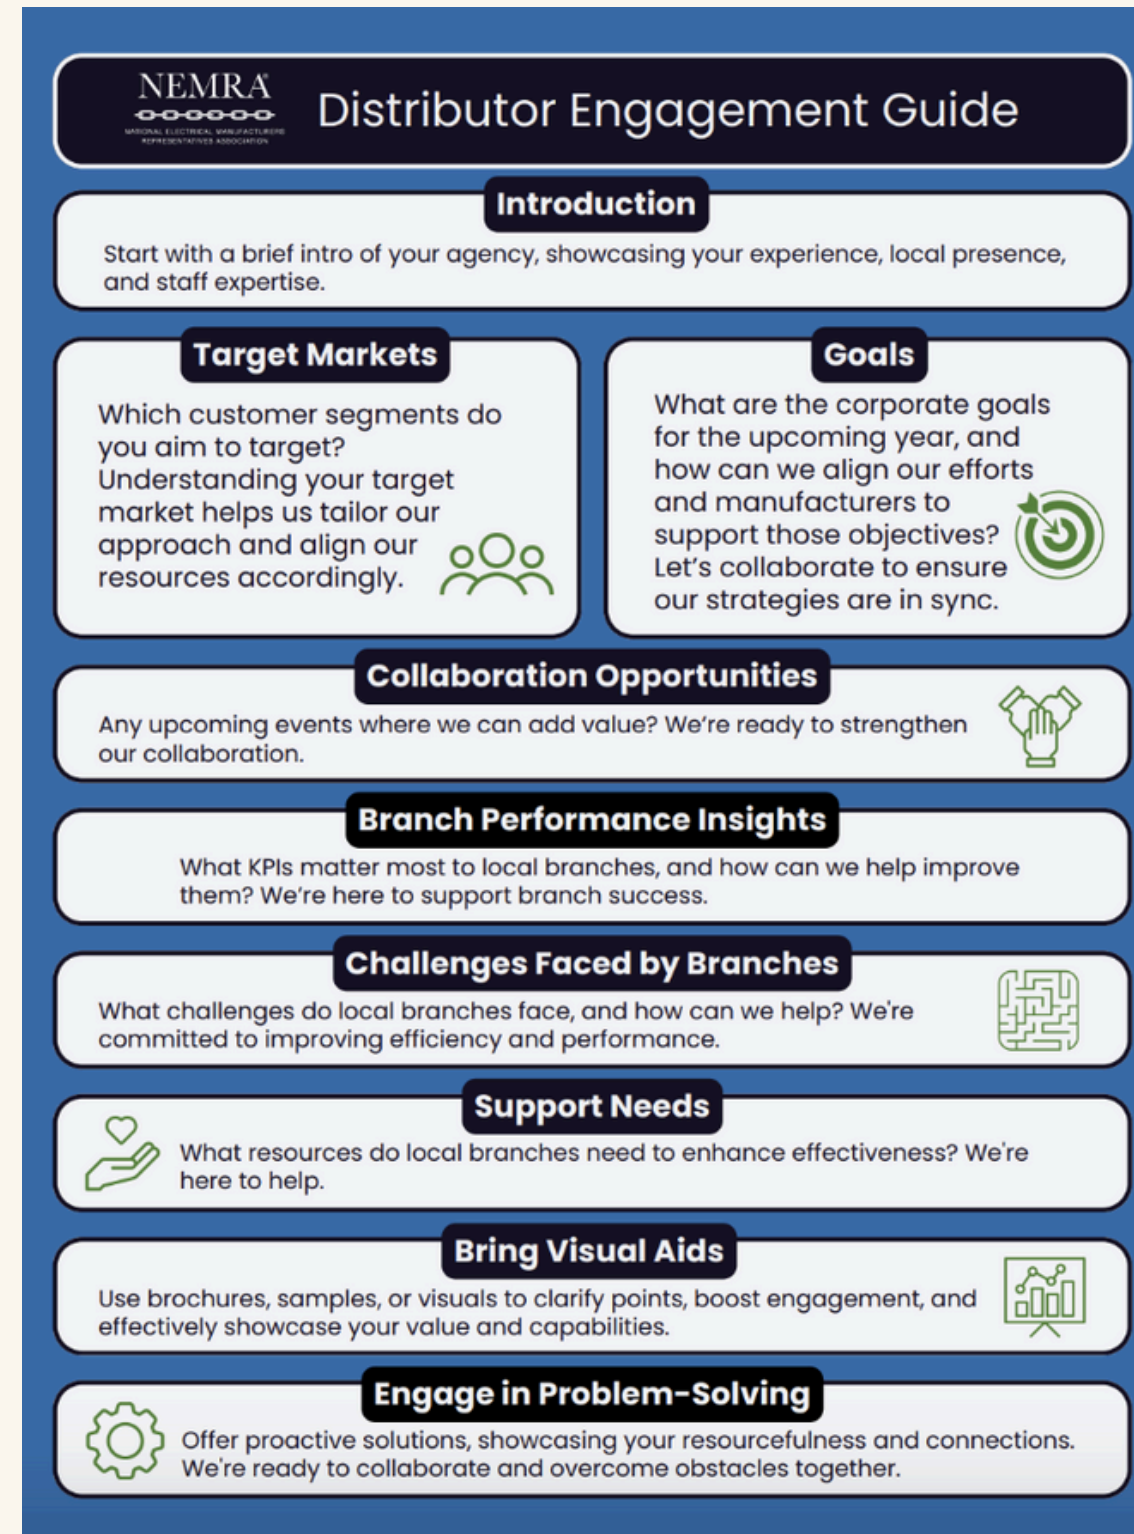 NEMRA®
NATIONAL ELECTRICAL MANUFACTURERS
REPRESENTATIVES ASSOCIATION
Distributor Engagement Guide
Introduction
Start with a brief intro of your agency, showcasing your experience, local presence,
and staff expertise.
Target Markets
Which customer segments do
you aim to target?
Understanding your target
market helps us tailor our
approach and align our
resources accordingly.
Goals
What are the corporate goals
for the upcoming year, and
how can we align our efforts
and manufacturers to
support those objectives?
Let's collaborate to ensure
our strategies are in sync.
Collaboration Opportunities
Any upcoming events where we can add value? We're ready to strengthen
our collaboration.
Branch Performance Insights
What KPIs matter most to local branches, and how can we help improve
them? We're here to support branch success.
Challenges Faced by Branches
What challenges do local branches face, and how can we help? We're
committed to improving efficiency and performance.
Support Needs
What resources do local branches need to enhance effectiveness? We're
here to help.
Bring Visual Aids
Use brochures, samples, or visuals to clarify points, boost engagement, and
effectively showcase your value and capabilities.
Engage in Problem-Solving
Offer proactive solutions, showcasing your resourcefulness and connections.
We're ready to collaborate and overcome obstacles together.